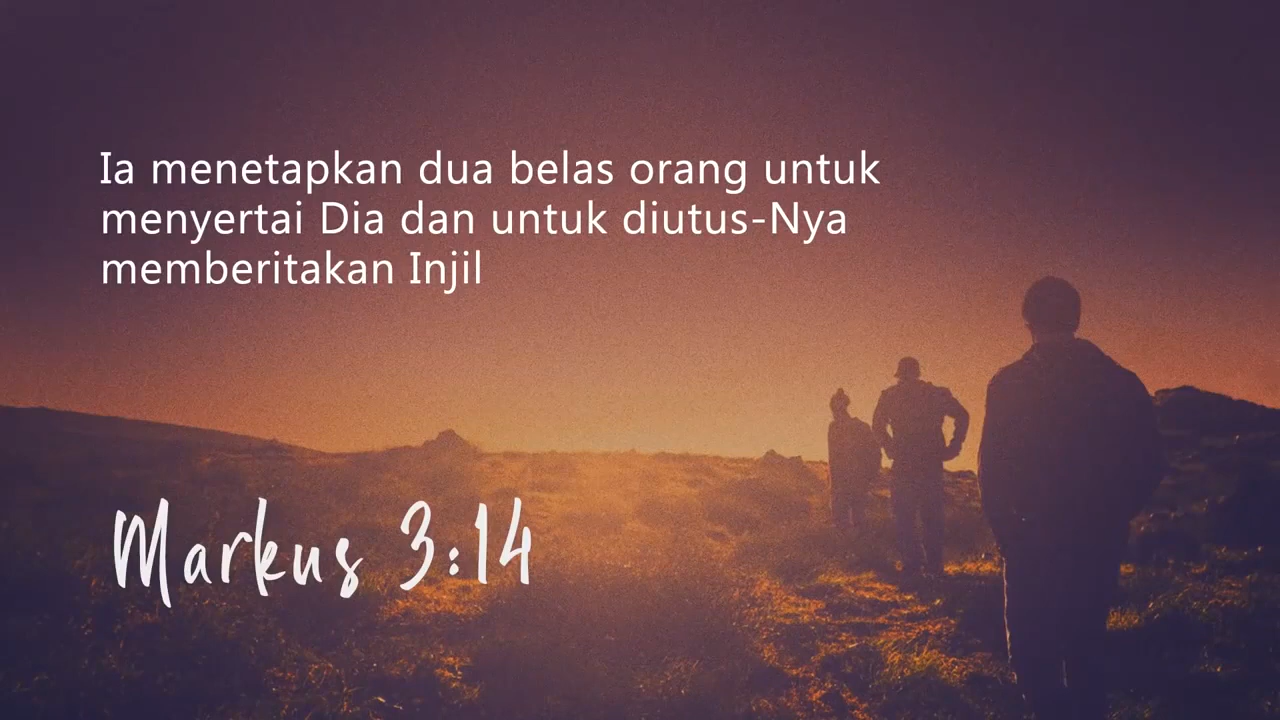 Ia menetapkan dua belas orang untuk
menyertai Dia dan untuk diutus-Nya
memberitakan Injil
Markus 3:14